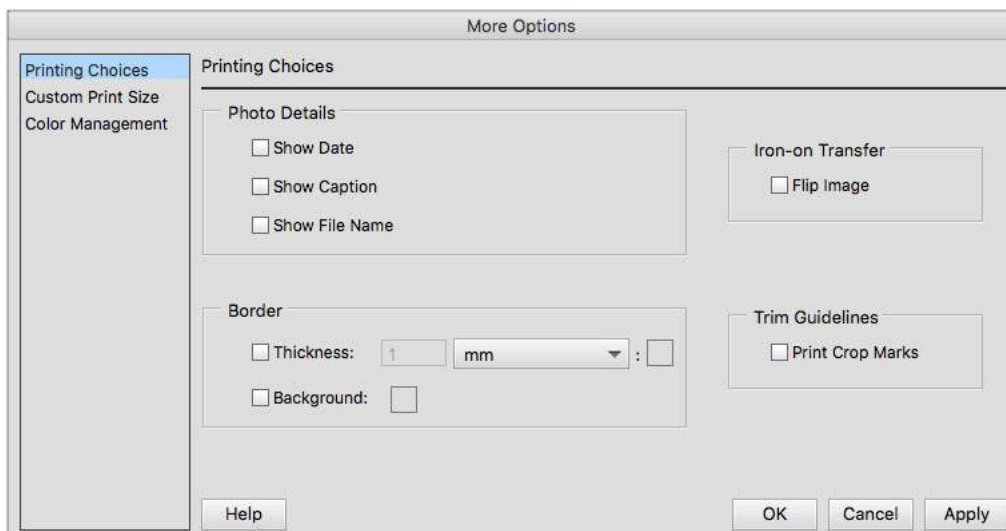 More Options
Printing Choices
Custom Print Size
Color Management
Printing Choices
Photo Details
Show Date
Show Caption
Show File Name
Iron-on Transfer
Flip Image
Border
Thickness: 1 mm :
Background:
Trim Guidelines
Print Crop Marks
Help OK Cancel Apply